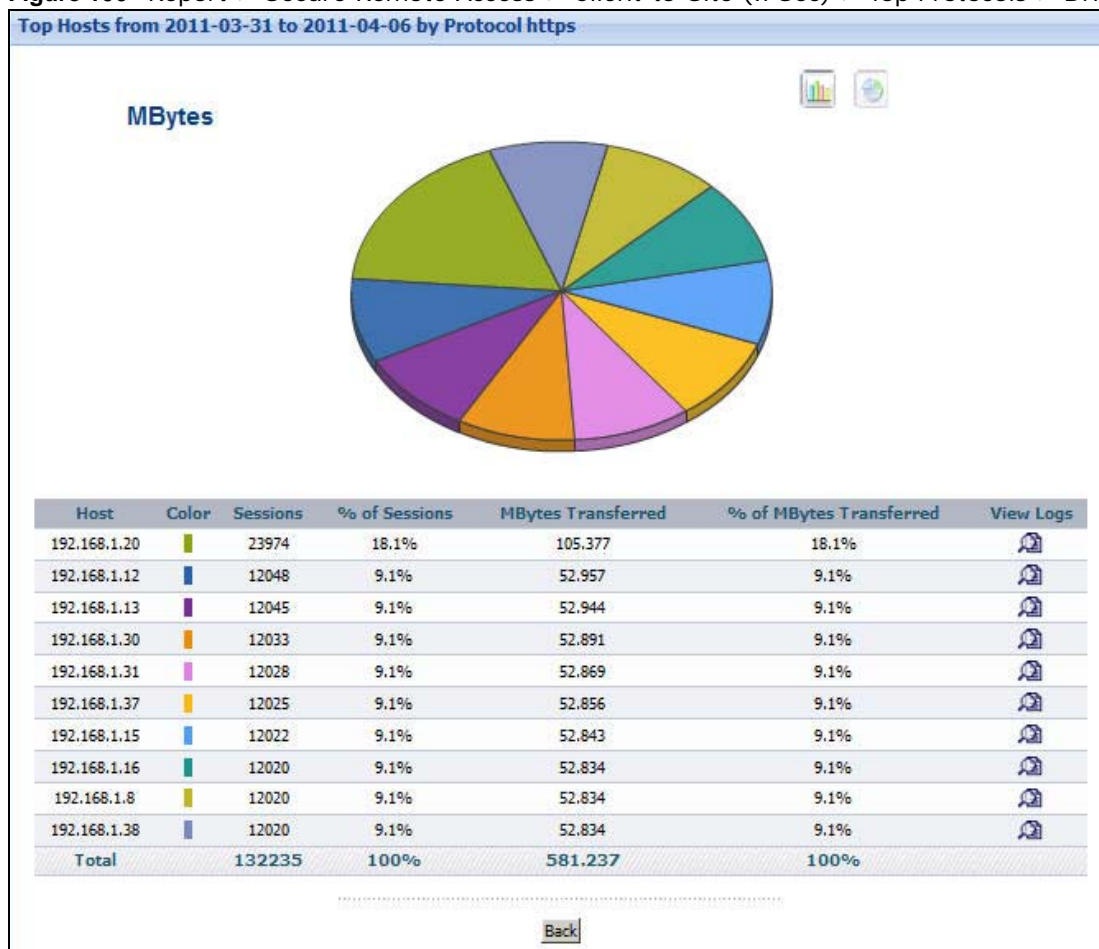 Top Hosts from 2011-03-31 to 2011-04-06 by Protocol https
MBytes
Host Color Sessions % of Sessions MBytes Transferred % of MBytes Transferred View Logs
192.168.1.20 23974 18.1% 105.377 18.1%
192.168.1.12 12048 9.1% 52.957 9.1%
192.168.1.13 12045 9.1% 52.944 9.1%
192.168.1.30 12033 9.1% 52.891 9.1%
192.168.1.31 12028 9.1% 52.869 9.1%
192.168.1.37 12025 9.1% 52.856 9.1%
192.168.1.15 12022 9.1% 52.843 9.1%
192.168.1.16 12020 9.1% 52.834 9.1%
192.168.1.8 12020 9.1% 52.834 9.1%
192.168.1.38 12020 9.1% 52.834 9.1%
Total 132235 100% 581.237 100%
Back